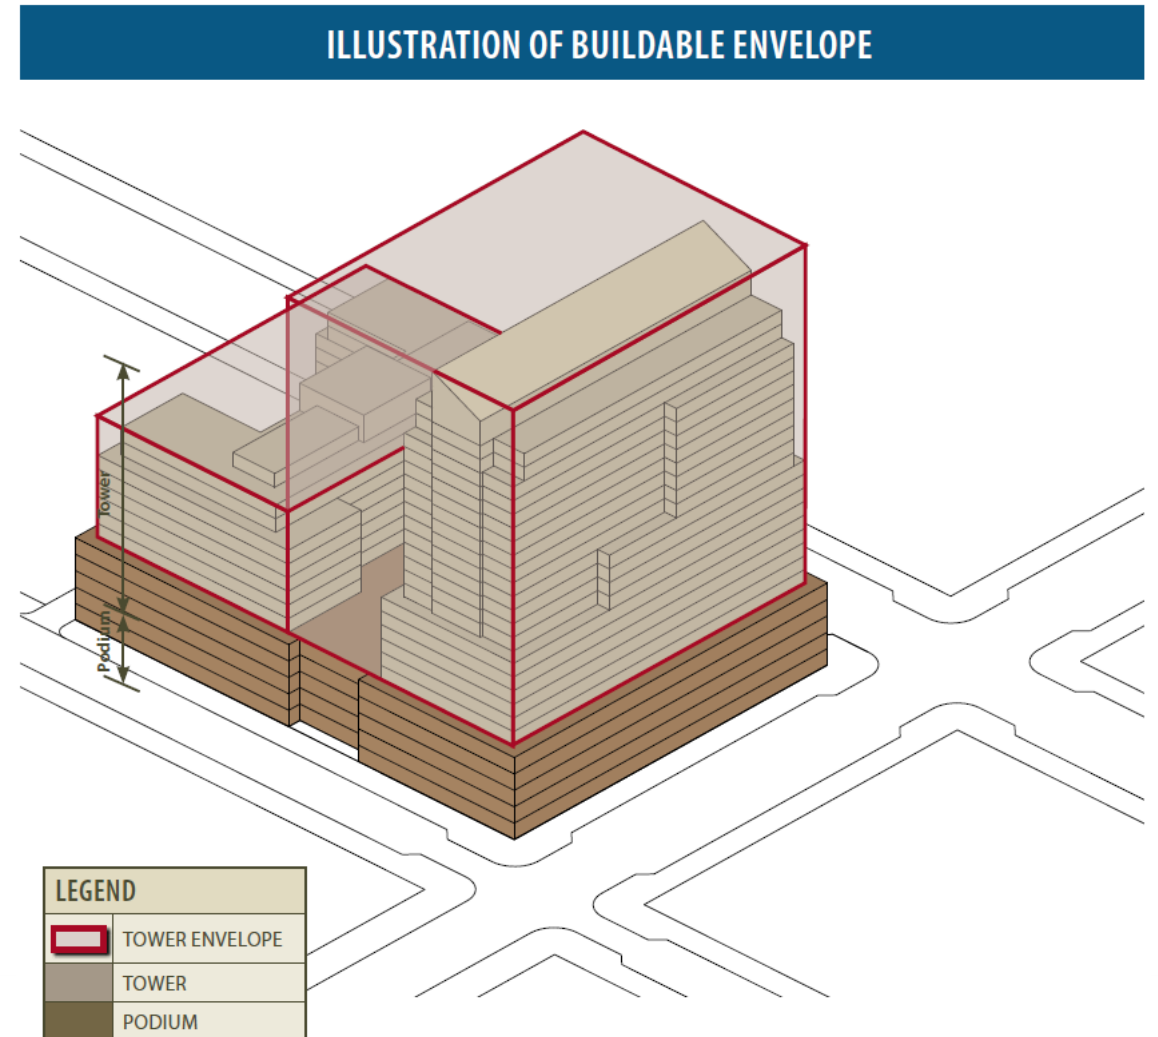 ILLUSTRATION OF BUILDABLE ENVELOPE
Tower
Podium
LEGEND
TOWER ENVELOPE
TOWER
PODIUM